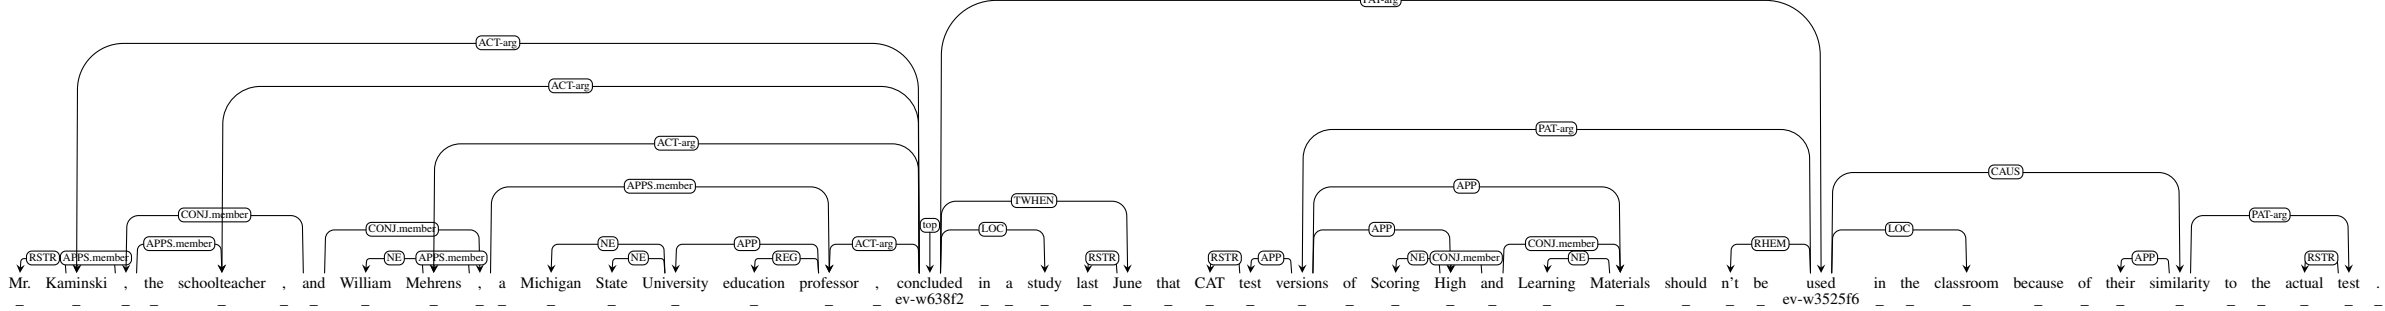 PAT-arg
ACT-arg
ACT-arg
PAT-arg
ACT-arg
CAUS
APPS.member APP
TWHEN
CONJ.member PAT-arg
top
CONJ.member LOC APP LOC
APPS.member NE APP ACT-arg CONJ.member RHEM
RSTR APPS.member NE APPS.member NE REG RSTR RSTR APP NE CONJ.member NE APP RSTR
Mr. Kaminski , the schoolteacher , and William Mehrens , a Michigan State University education professor , concluded in a study last June that CAT test versions of Scoring High and Learning Materials should n't be used in the classroom because of their similarity to the actual test .
_ _ _ _ _ _ _ _ _ _ _ _ _ _ _ _ _ ev-w638f2 _ _ _ _ _ _ _ _ _ _ _ _ _ _ _ _ _ _ ev-w3525f6 _ _ _ _ _ _ _ _ _ _ _ _